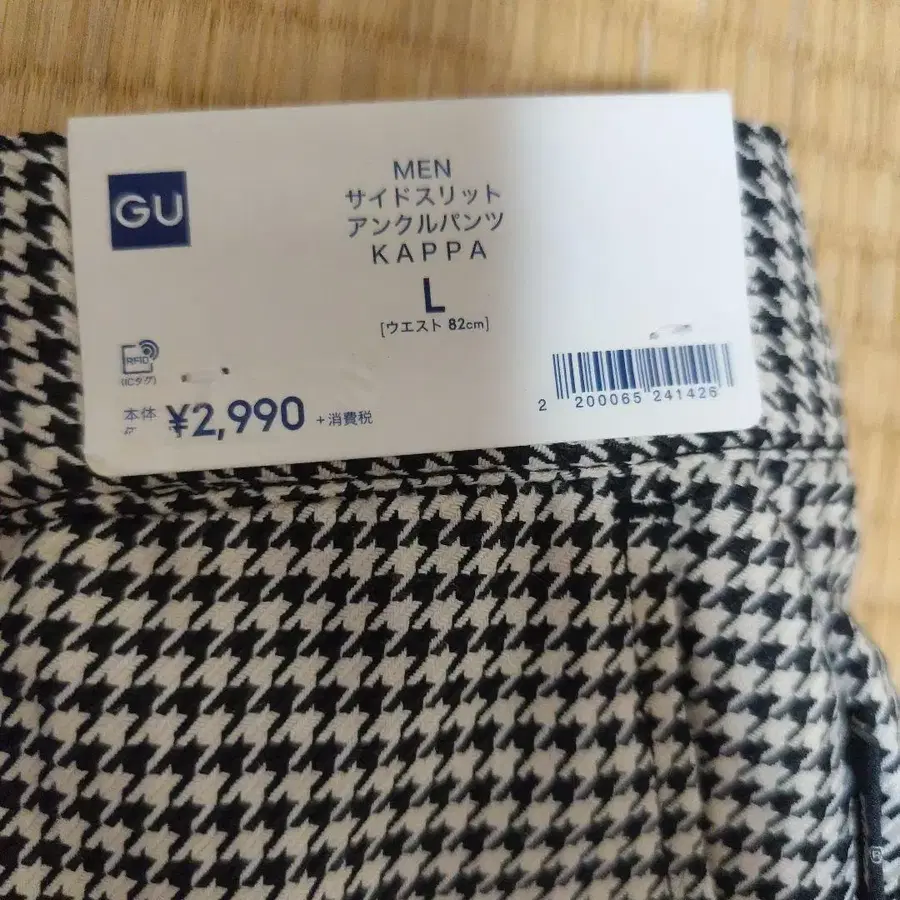 GU
MEN
サイドスリット
アンクルパンツ
KAPPA
L
[ウエスト 82cm]
RFID
(ICタグ)
本体
¥2,990 +消費税
2 200065 241426